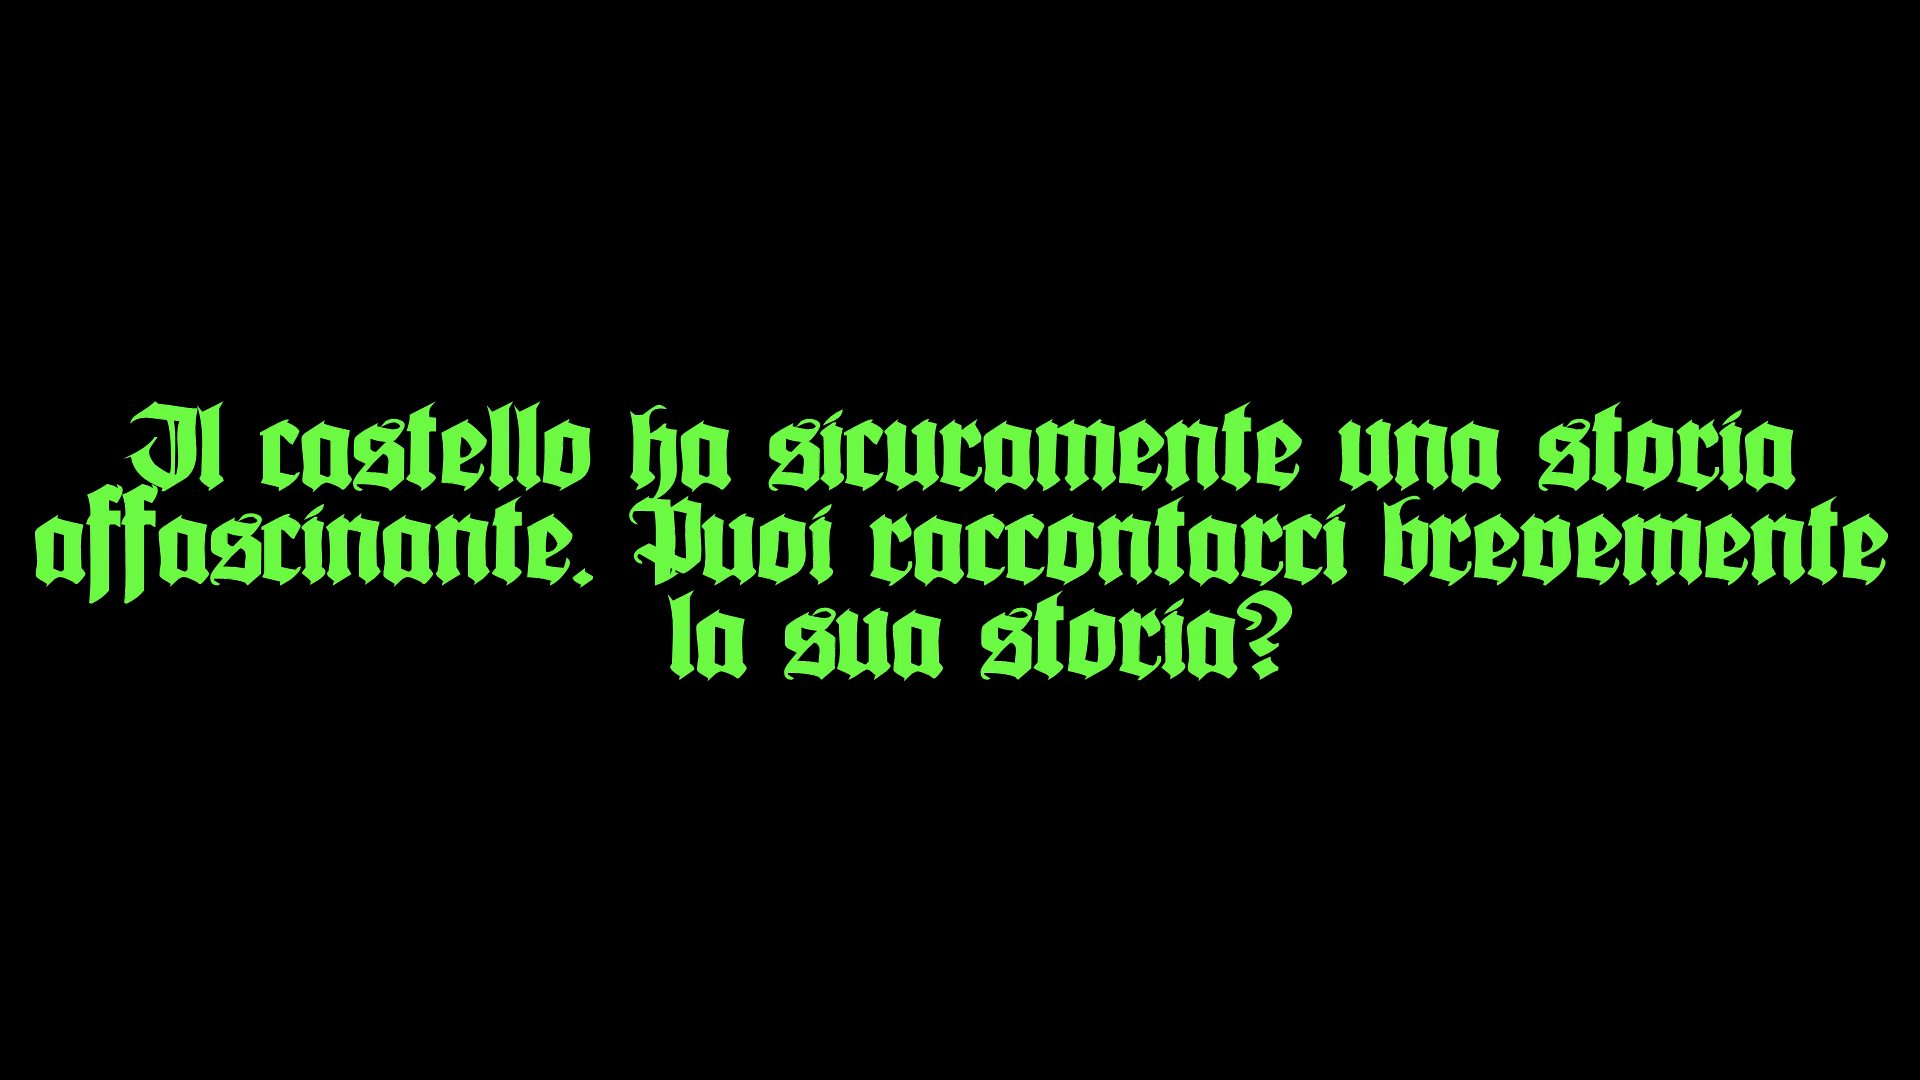 Il castello ha sicuramente una storia
affascinante. Puoi raccontarci brevemente
la sua storia?